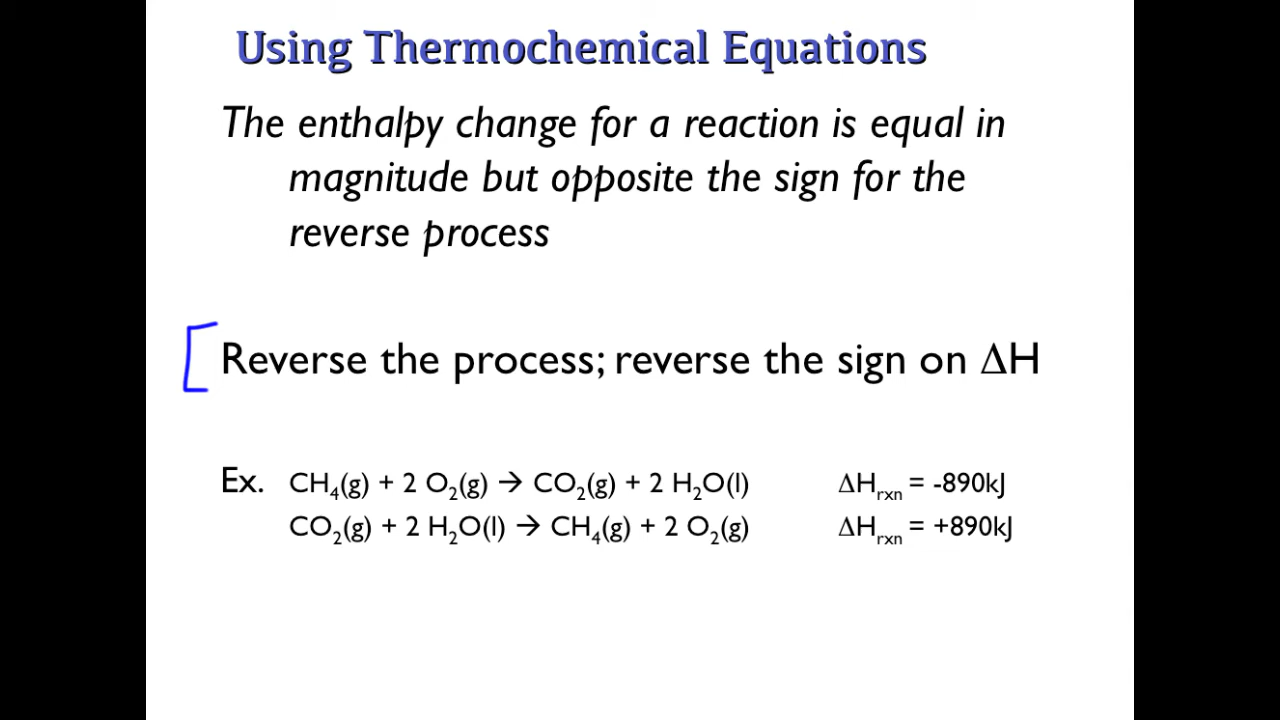 Using Thermochemical Equations
The enthalpy change for a reaction is equal in
magnitude but opposite the sign for the
reverse process
Reverse the process; reverse the sign on ΔH
Ex. CH₄(g) + 2 O₂(g) → CO₂(g) + 2 H₂O(l) ΔHᵣₓₙ = -890kJ
CO₂(g) + 2 H₂O(l) → CH₄(g) + 2 O₂(g) ΔHᵣₓₙ = +890kJ